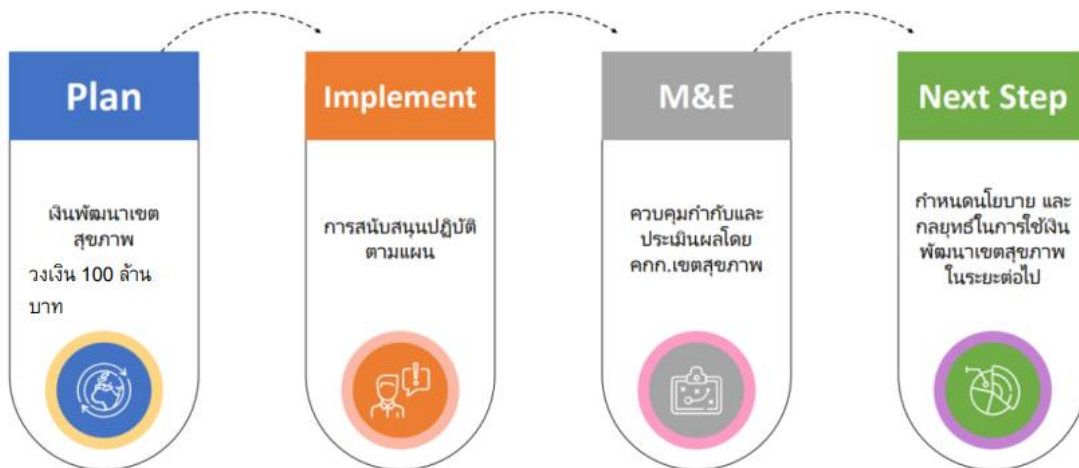 Plan
Implement
M&E
Next Step
เงินพัฒนาเขต
สุขภาพ
วงเงิน 100 ล้าน
บาท
การสนับสนุนปฏิบัติ
ตามแผน
ควบคุมกำกับและ
ประเมินผลโดย
คกก.เขตสุขภาพ
กำหนดนโยบาย และ
กลยุทธ์ในการใช้เงิน
พัฒนาเขตสุขภาพ
ในระยะต่อไป